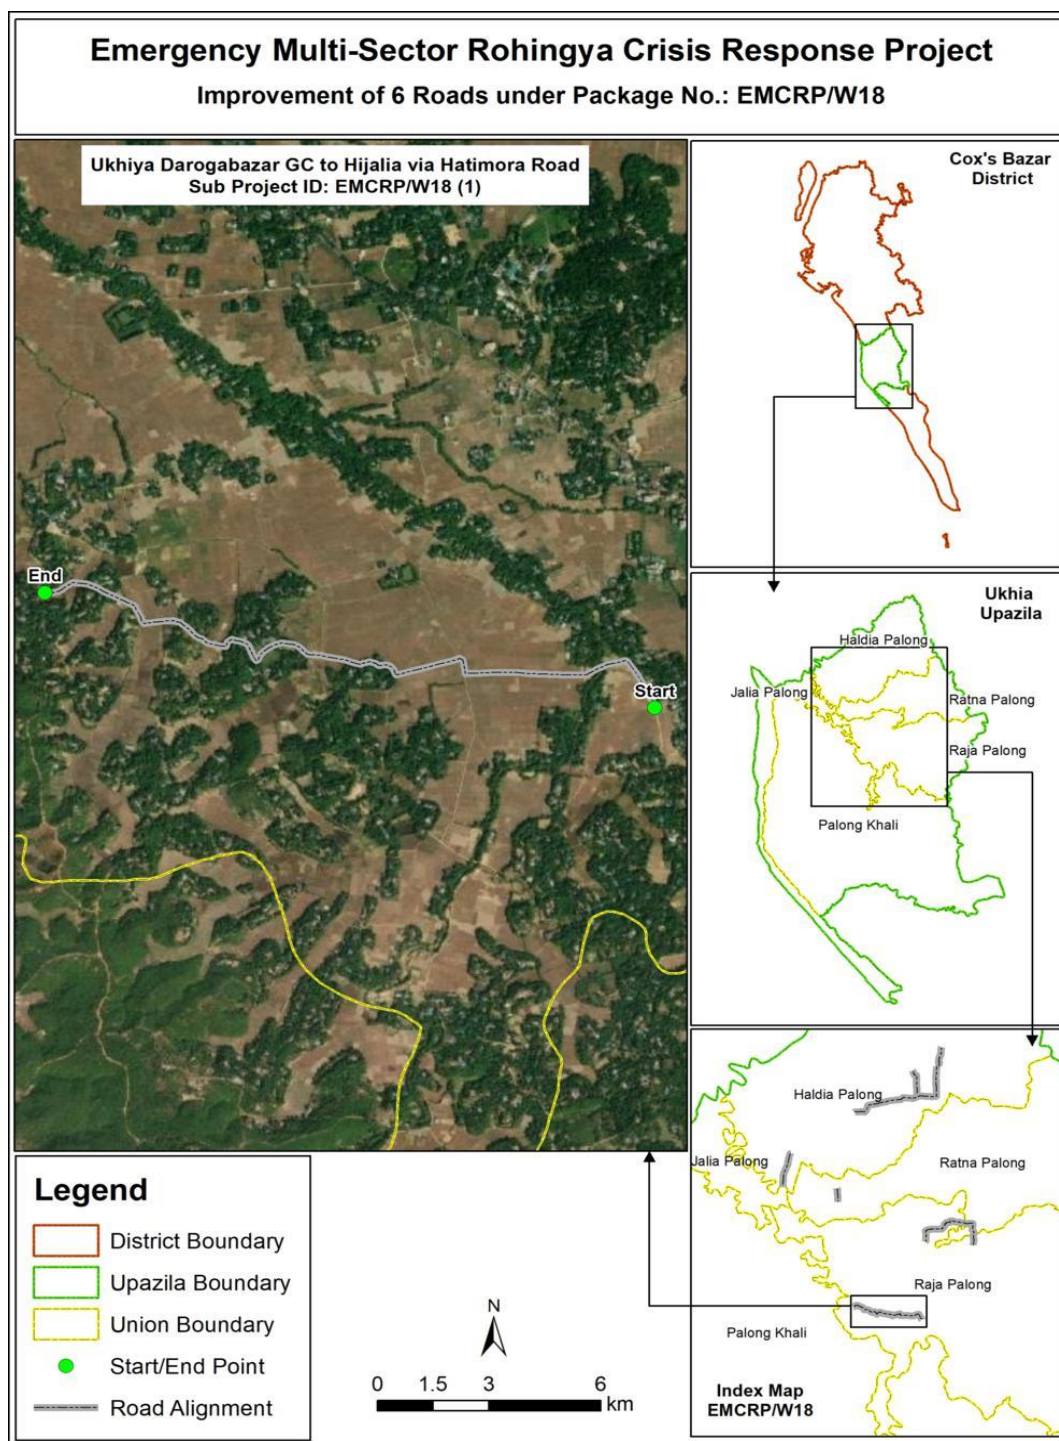 Emergency Multi-Sector Rohingya Crisis Response Project
Improvement of 6 Roads under Package No.: EMCRP/W18
Ukhiya Darogabazar GC to Hijalia via Hatimora Road
Sub Project ID: EMCRP/W18 (1)
End
Start
Cox's Bazar
District
Ukhia
Upazila
Haldia Palong
Jalia Palong
Ratna Palong
Raja Palong
Palong Khali
Haldia Palong
Jalia Palong
Ratna Palong
Raja Palong
Palong Khali
Index Map
EMCRP/W18
Legend
District Boundary
Upazila Boundary
Union Boundary
Start/End Point
Road Alignment
N
0 1.5 3 6
km